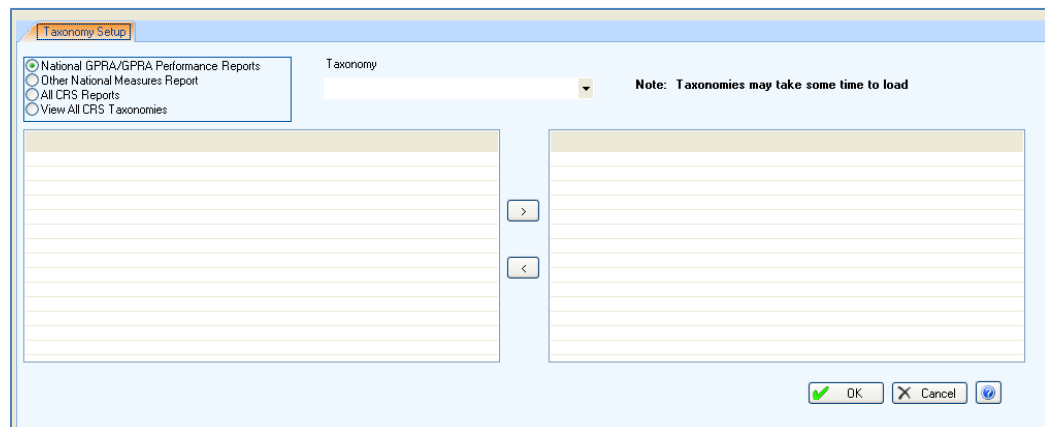 Taxonomy Setup
National GPRA/GPRA Performance Reports
Other National Measures Report
All CRS Reports
View All CRS Taxonomies
Taxonomy
Note: Taxonomies may take some time to load
>
<
OK
Cancel
?